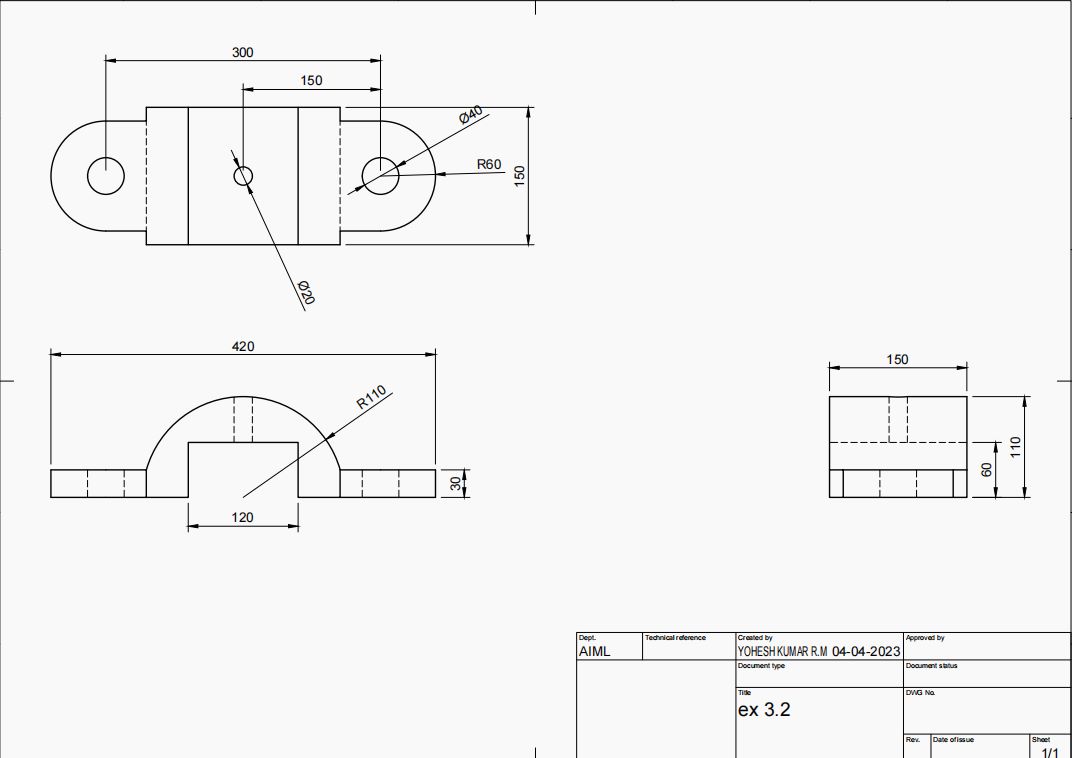 300
150
Ø40
R60
150
Ø20
420
R110
30
120
150
110
60
Dept.
AIML
Technical reference
Created by
YOHESH KUMAR R.M 04-04-2023
Approved by
Document type
Document status
Title
ex 3.2
DWG No.
Rev.
Date of issue
Sheet
1/1